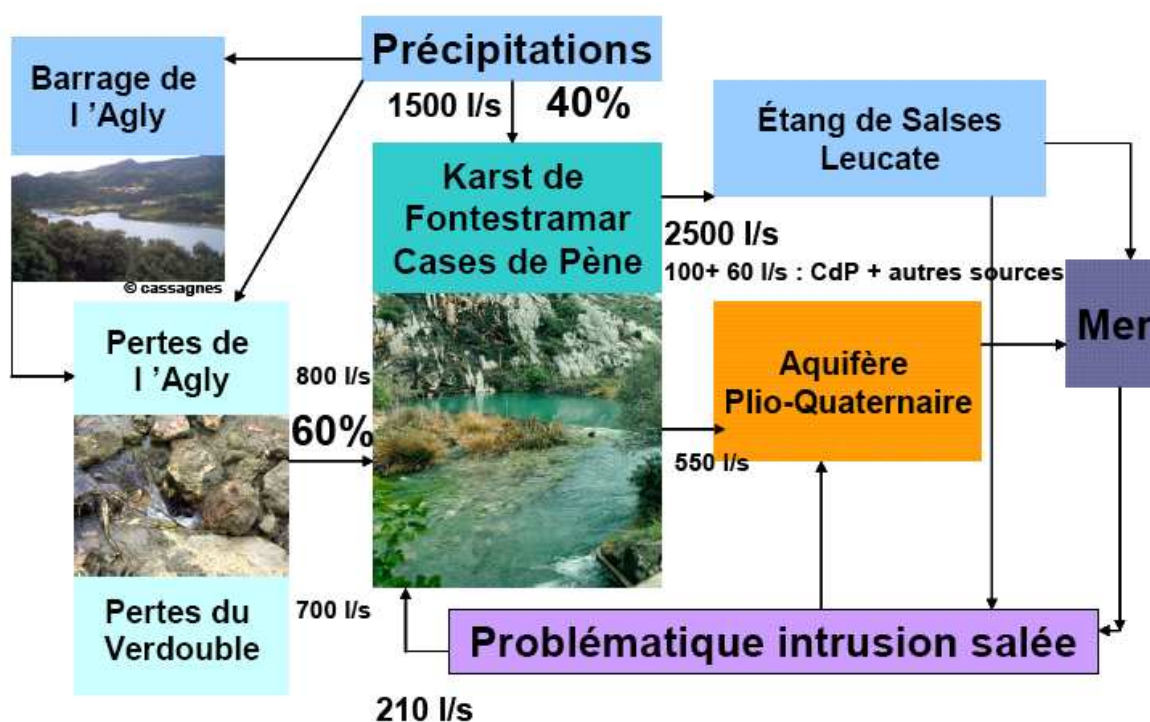 Précipitations
1500 l/s 40%
Barrage de
l 'Agly
© cassagnes
Étang de Salses
Leucate
Karst de
Fontestramar
Cases de Pène
2500 l/s
100+ 60 l/s : CdP + autres sources
Mer
Pertes de
l 'Agly
800 l/s
60%
Aquifère
Plio-Quaternaire
550 l/s
Pertes du
Verdouble
700 l/s
Problématique intrusion salée
210 l/s